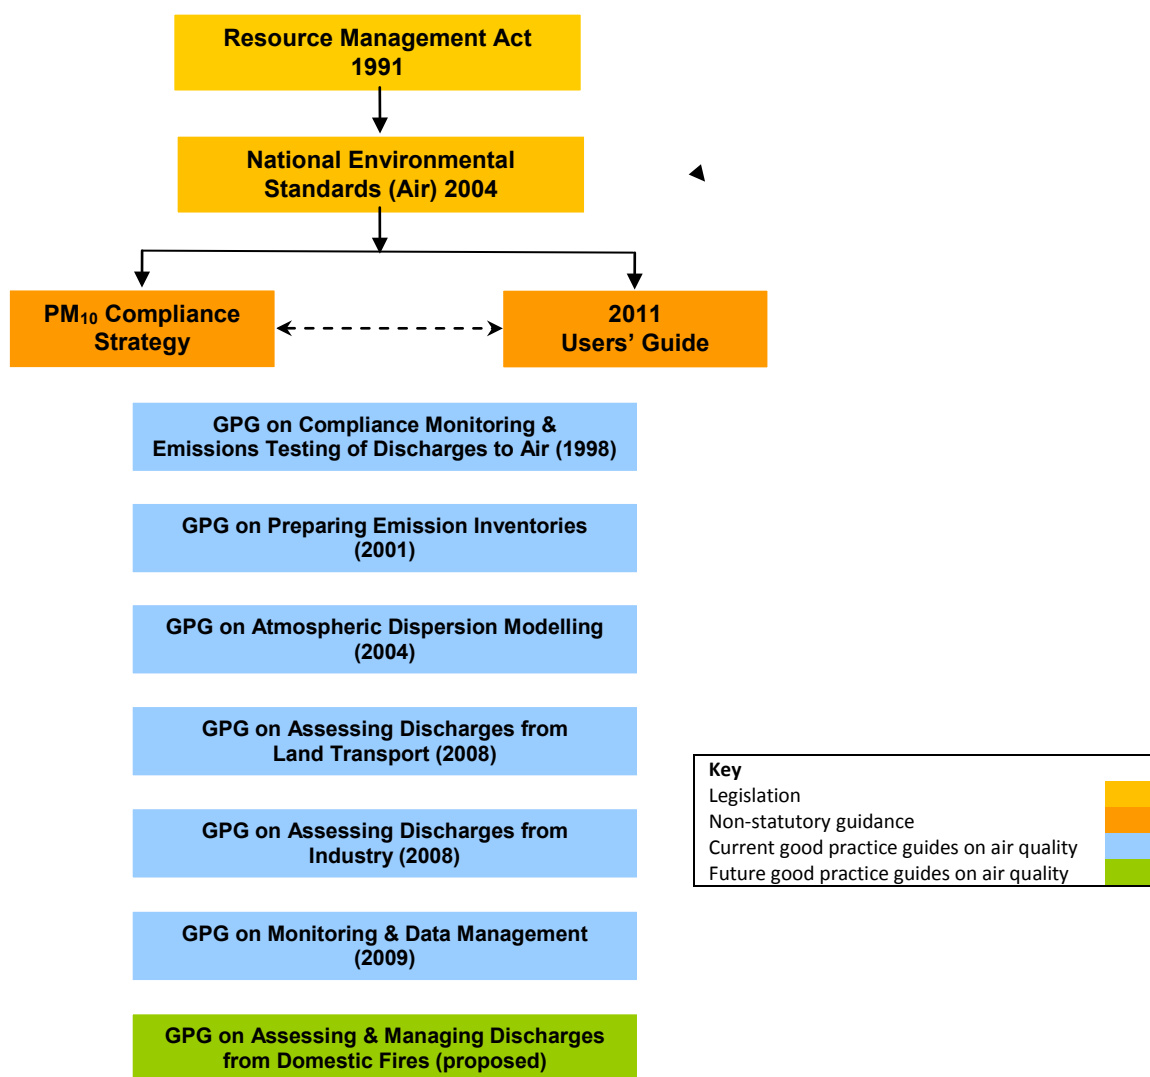 Resource Management Act
1991
National Environmental
Standards (Air) 2004
PM₁₀ Compliance
Strategy
2011
Users’ Guide
GPG on Compliance Monitoring &
Emissions Testing of Discharges to Air (1998)
GPG on Preparing Emission Inventories
(2001)
GPG on Atmospheric Dispersion Modelling
(2004)
GPG on Assessing Discharges from
Land Transport (2008)
GPG on Assessing Discharges from
Industry (2008)
GPG on Monitoring & Data Management
(2009)
GPG on Assessing & Managing Discharges
from Domestic Fires (proposed)
Key
Legislation
Non-statutory guidance
Current good practice guides on air quality
Future good practice guides on air quality